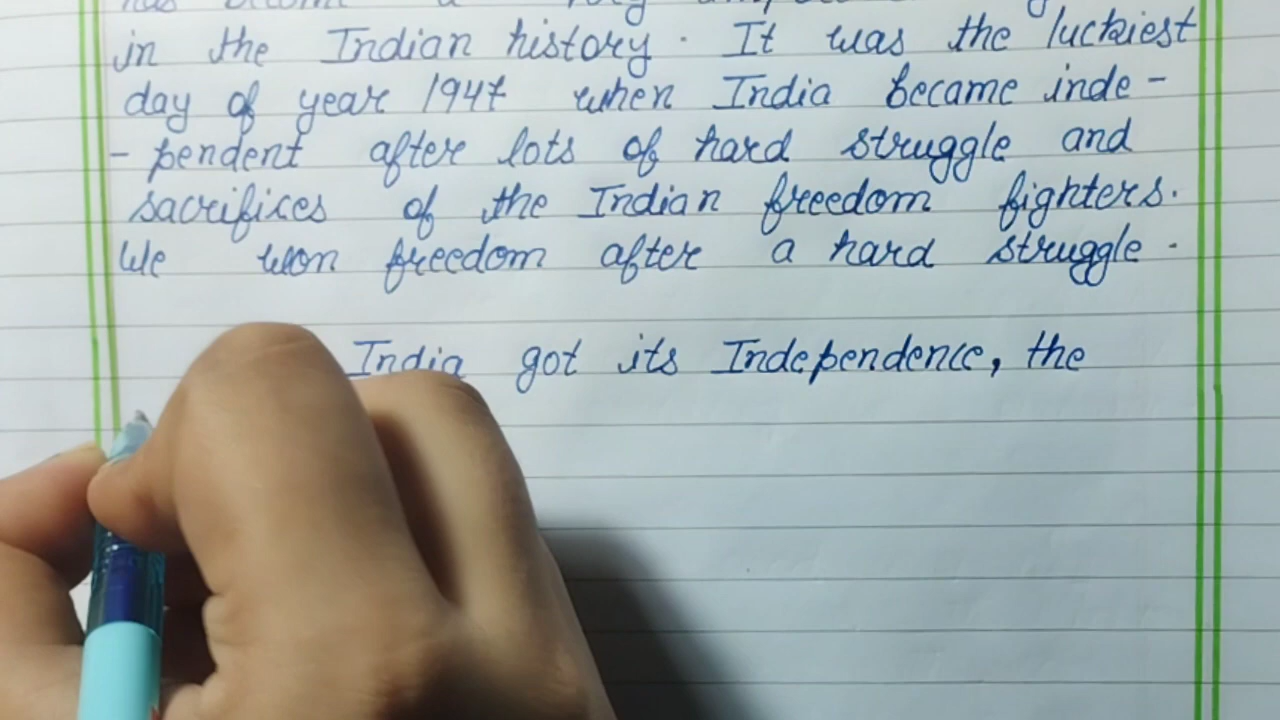 in the Indian history. It was the luckiest
day of year 1947 when India became inde-
-pendent after lots of hard struggle and
sacrifices of the Indian freedom fighters.
We won freedom after a hard struggle.
India got its Independence, the